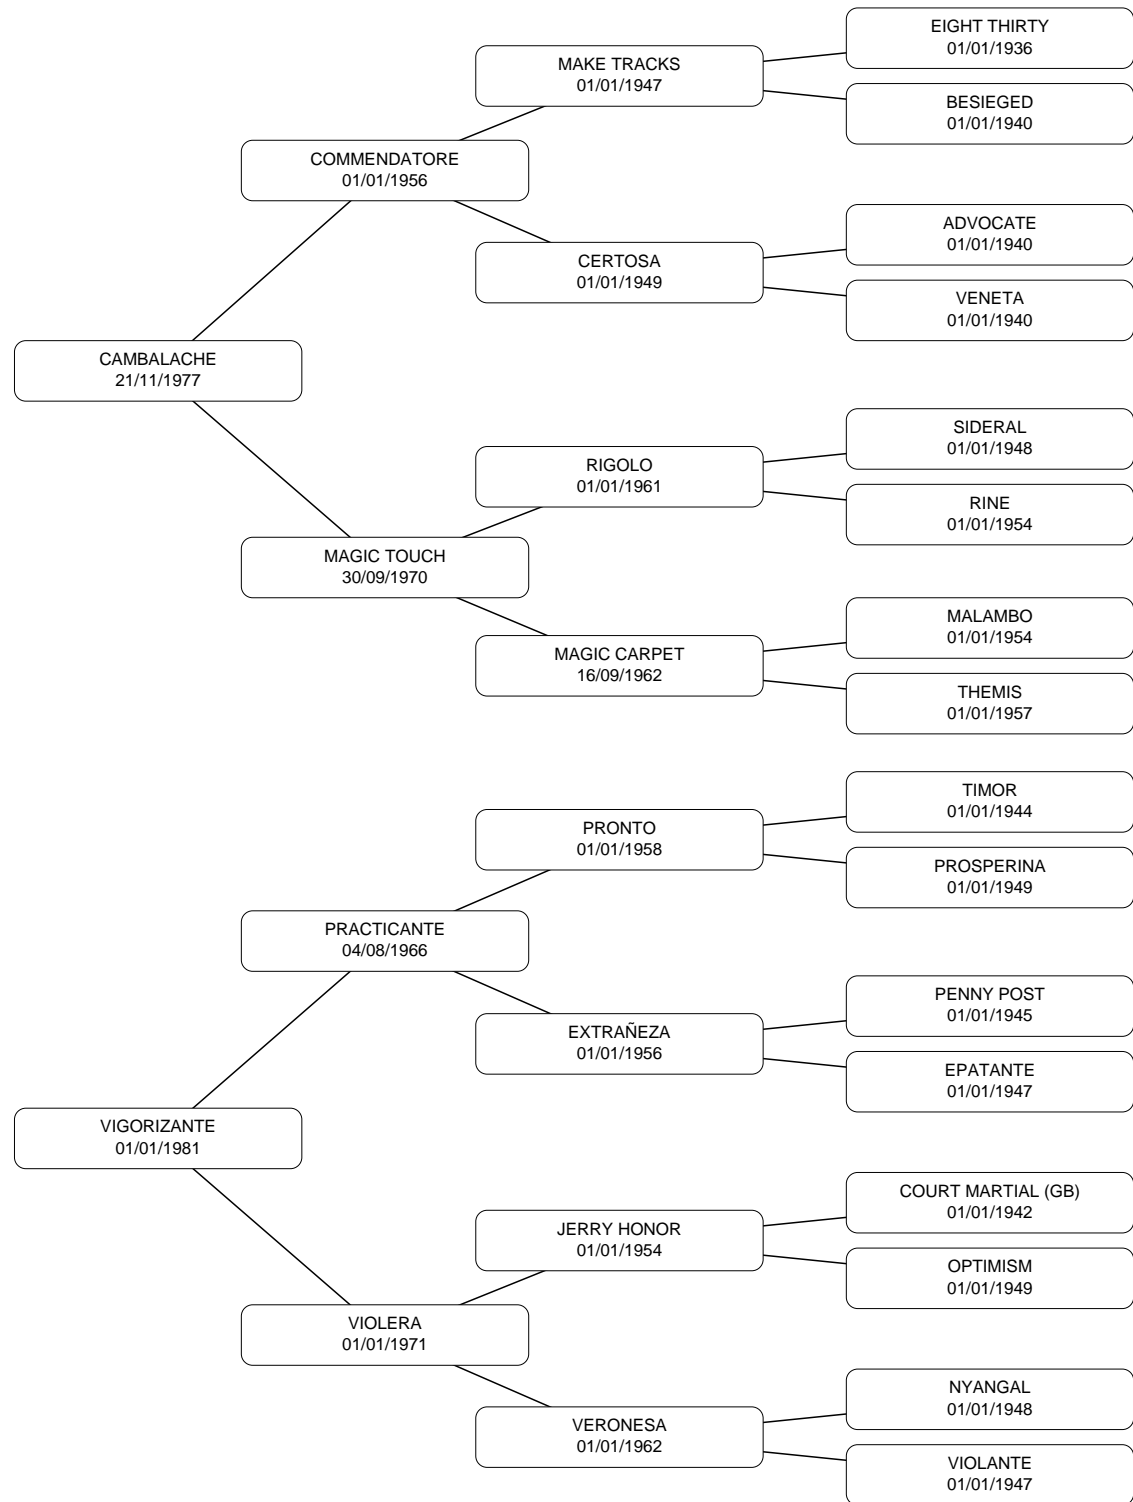 EIGHT THIRTY
01/01/1936
MAKE TRACKS
01/01/1947
BESIEGED
01/01/1940
COMMENDATORE
01/01/1956
ADVOCATE
01/01/1940
CERTOSA
01/01/1949
VENETA
01/01/1940
CAMBALACHE
21/11/1977
SIDERAL
01/01/1948
RIGOLO
01/01/1961
RINE
01/01/1954
MAGIC TOUCH
30/09/1970
MALAMBO
01/01/1954
MAGIC CARPET
16/09/1962
THEMIS
01/01/1957
TIMOR
01/01/1944
PRONTO
01/01/1958
PROSPERINA
01/01/1949
PRACTICANTE
04/08/1966
PENNY POST
01/01/1945
EXTRAÑEZA
01/01/1956
EPATANTE
01/01/1947
VIGORIZANTE
01/01/1981
COURT MARTIAL (GB)
01/01/1942
JERRY HONOR
01/01/1954
OPTIMISM
01/01/1949
VIOLERA
01/01/1971
NYANGAL
01/01/1948
VERONESA
01/01/1962
VIOLANTE
01/01/1947